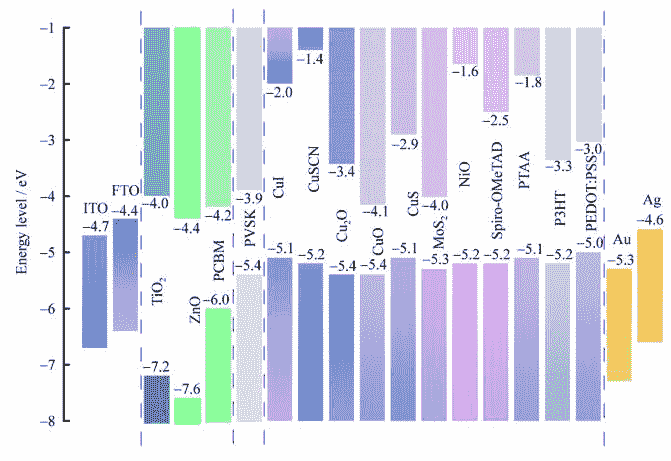 Energy level / eV
−1
−2
−3
−4
−5
−6
−7
−8
ITO
−4.7
FTO
−4.4
−4.0
TiO2
−7.2
−4.4
ZnO
−7.6
−4.2
PCBM
−6.0
−3.9
PVSK
−5.4
−2.0
CuI
−5.1
−1.4
CuSCN
−5.2
−3.4
Cu2O
−5.4
−4.1
CuO
−5.4
−2.9
CuS
−5.1
−4.0
MoS2
−5.3
−1.6
NiO
−5.2
−2.5
Spiro-OMeTAD
−5.2
−1.8
PTAA
−5.1
−3.3
P3HT
−5.2
−3.0
PEDOT:PSS
−5.0
Au
−5.3
Ag
−4.6